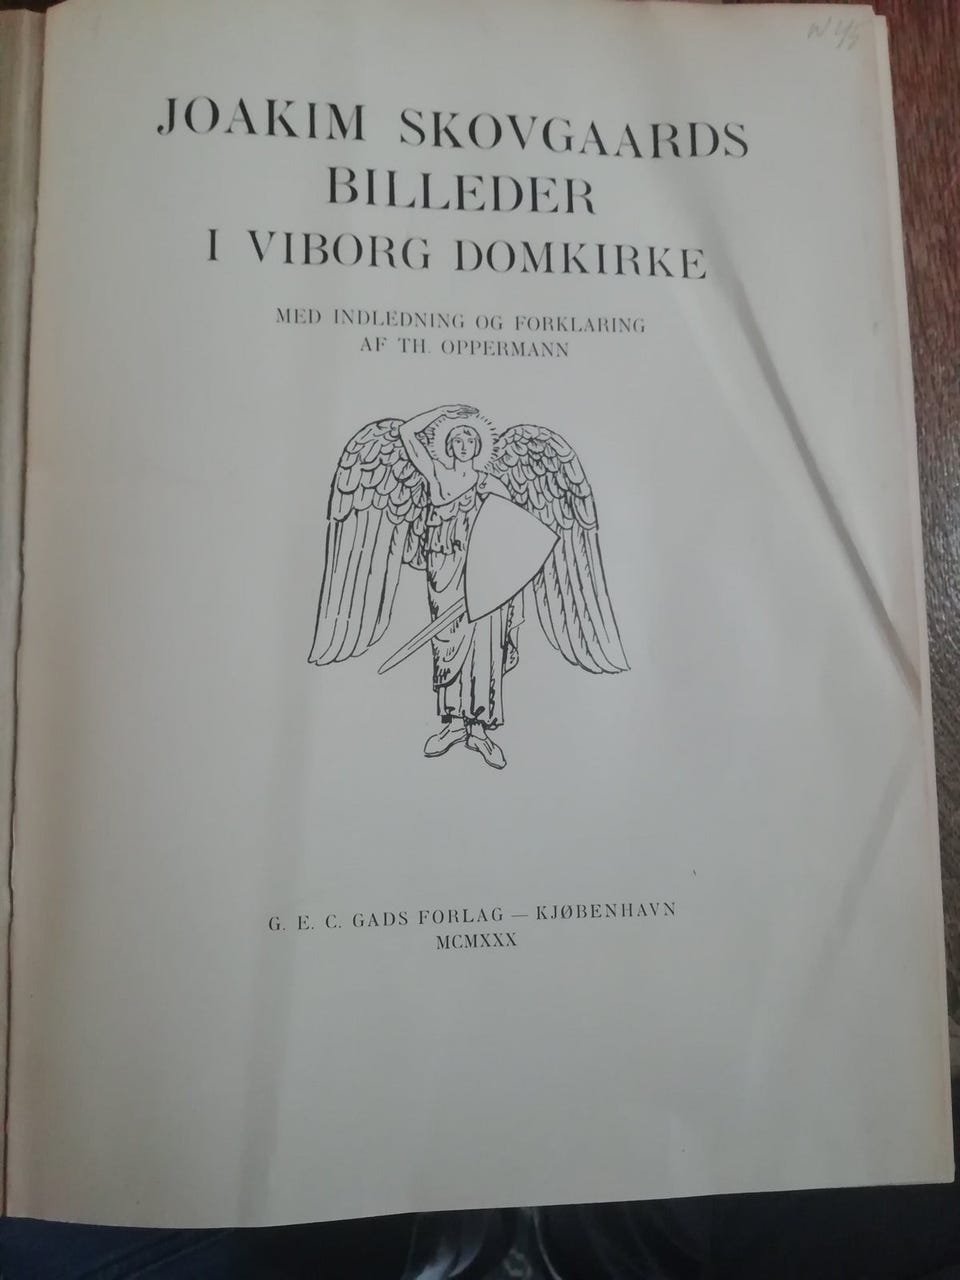 JOAKIM SKOVGAARDS
BILLEDER
I VIBORG DOMKIRKE
MED INDLEDNING OG FORKLARING
AF TH. OPPERMANN
G. E. C. GADS FORLAG — KJØBENHAVN
MCMXXX